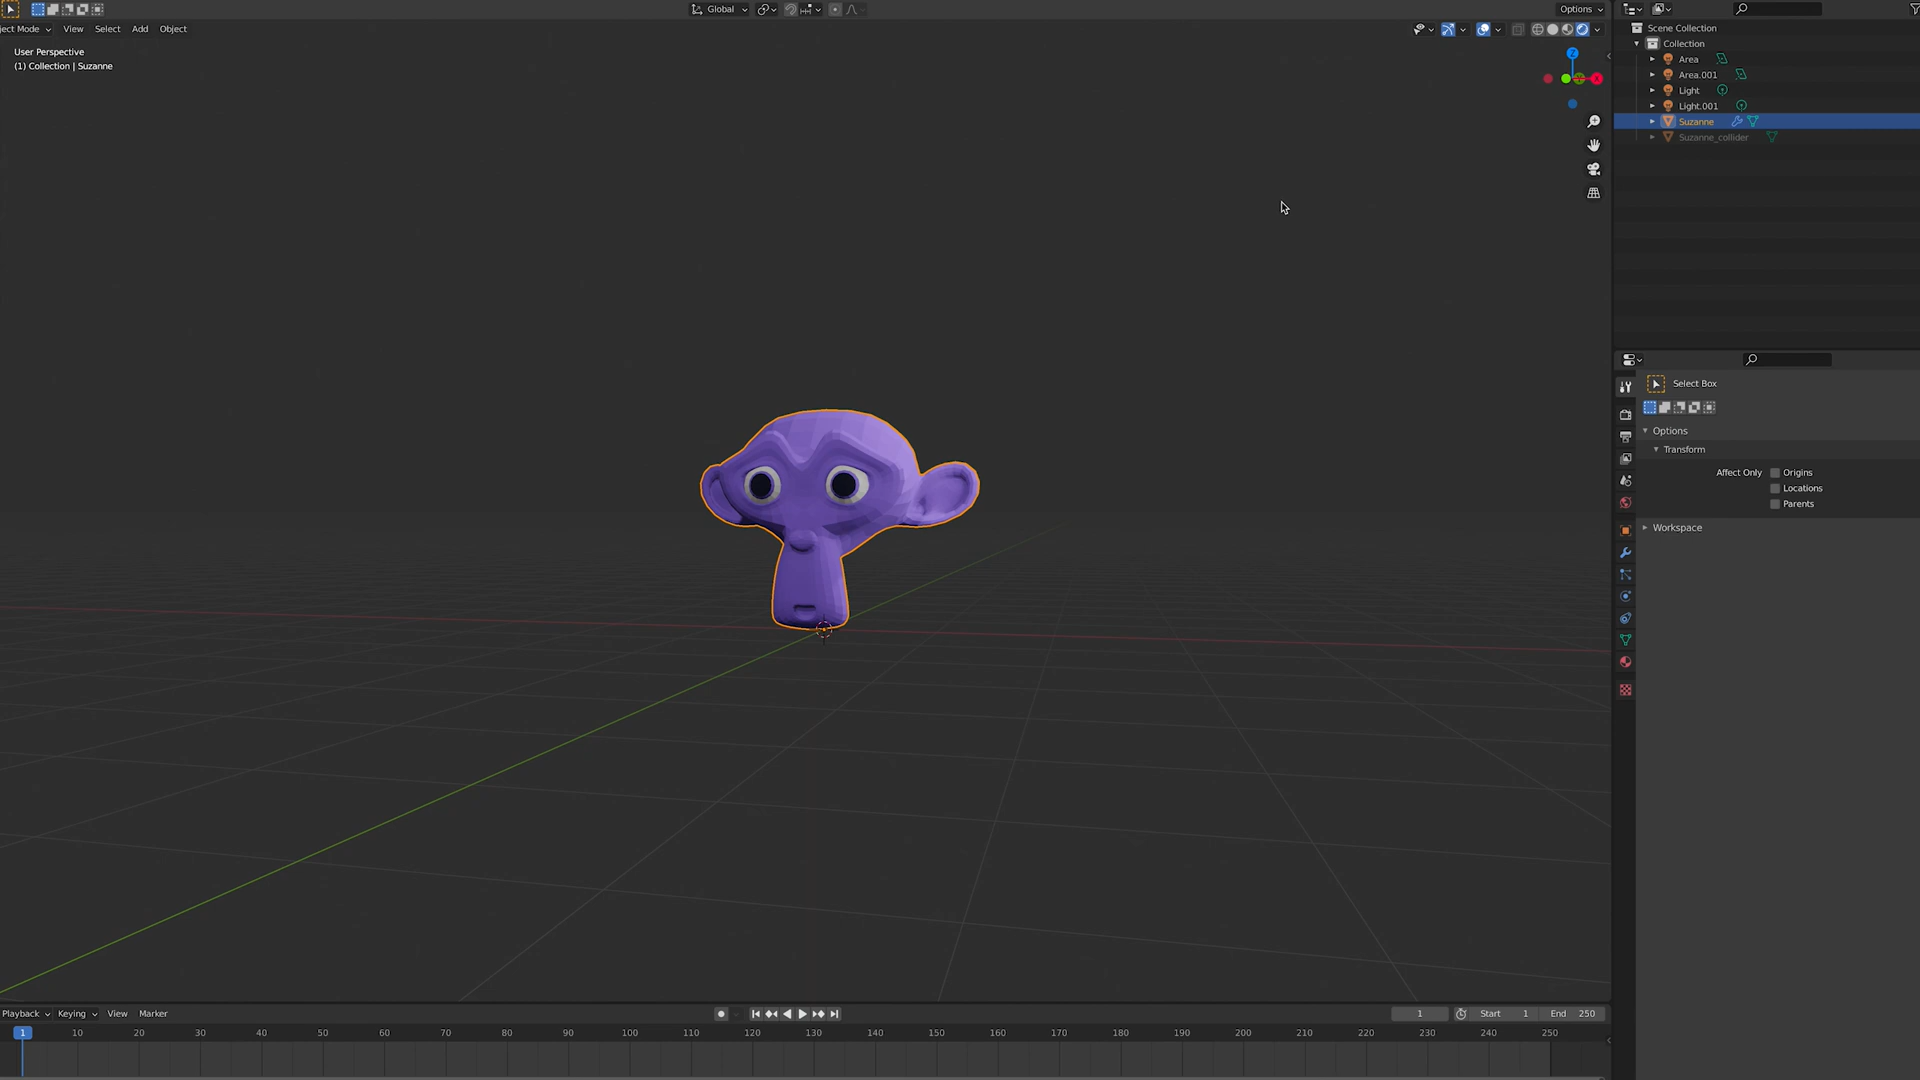 Global
Options
ject Mode View Select Add Object
User Perspective
(1) Collection | Suzanne
Z
X
Scene Collection
Collection
Area
Area.001
Light
Light.001
Suzanne
Suzanne_collider
Select Box
Options
Transform
Affect Only Origins
Locations
Parents
Workspace
Playback Keying View Marker
1 Start 1 End 250
1 10 20 30 40 50 60 70 80 90 100 110 120 130 140 150 160 170 180 190 200 210 220 230 240 250